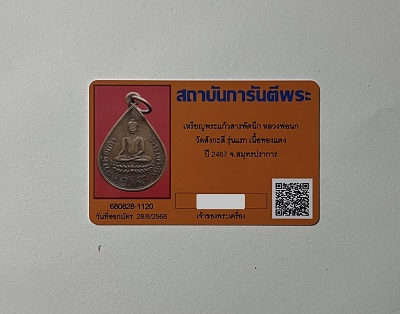 สถาบันการันตีพระ
เหรียญพระแก้วสารพัดนึก หลวงพ่อนก
วัดสังกะสี รุ่นแรก เนื้อทองแดง
ปี 2467 จ.สมุทรปราการ
680828-1120
วันที่ออกบัตร 28/8/2568
เจ้าของพระเครื่อง